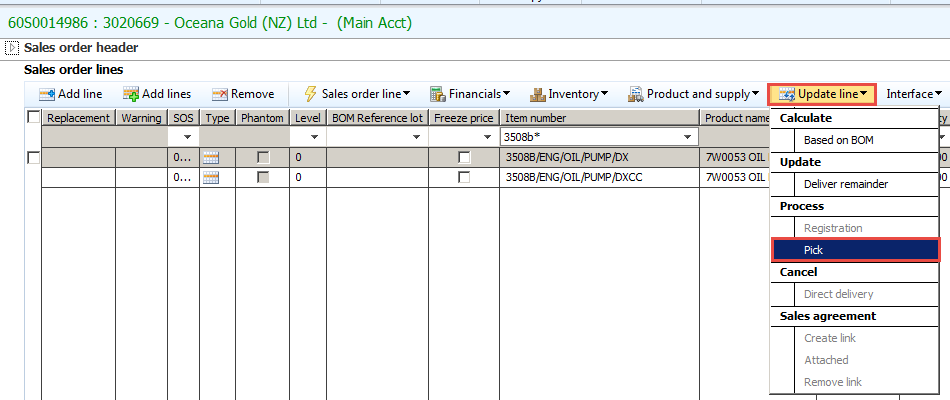 60S0014986 : 3020669 - Oceana Gold (NZ) Ltd - (Main Acct)
Sales order header
Sales order lines
Add line Add lines Remove Sales order line Financials Inventory Product and supply Update line Interface
Replacement Warning SOS Type Phantom Level BOM Reference lot Freeze price Item number Product name
3508b*
0... 0 3508B/ENG/OIL/PUMP/DX 7W0053 OIL
0... 0 3508B/ENG/OIL/PUMP/DXCC 7W0053 OIL
Calculate
Based on BOM
Update
Deliver remainder
Process
Registration
Pick
Cancel
Direct delivery
Sales agreement
Create link
Attached
Remove link